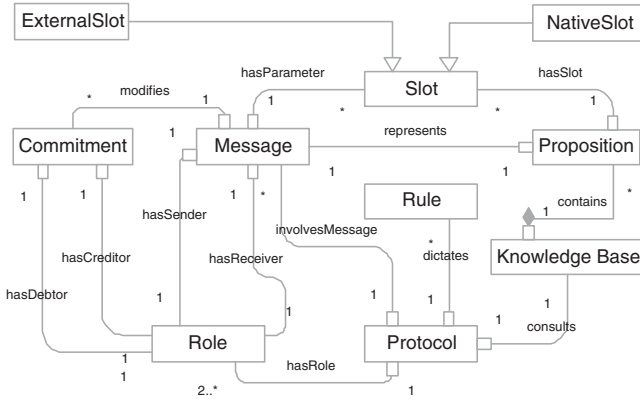 ExternalSlot
NativeSlot
hasParameter
hasSlot
Slot
*
modifies
1
1
*
*
1
Commitment
1
Message
represents
Proposition
1
1
1
*
1
1
Rule
1
contains
*
hasSender
involvesMessage
*
dictates
hasCreditor
hasReceiver
Knowledge Base
hasDebtor
1
1
1
1
1
1
consults
Role
Protocol
1
1
hasRole
2..*
1